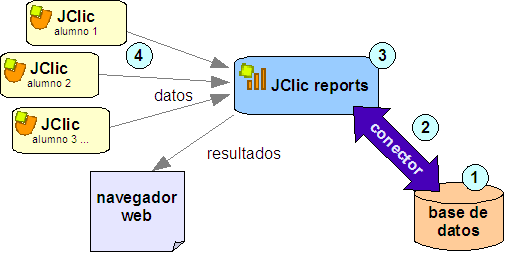 JClic
alumno 1
JClic
alumno 2
JClic
alumno 3 ...
4
datos
3
JClic reports
2
conector
resultados
1
navegador
web
base de
datos